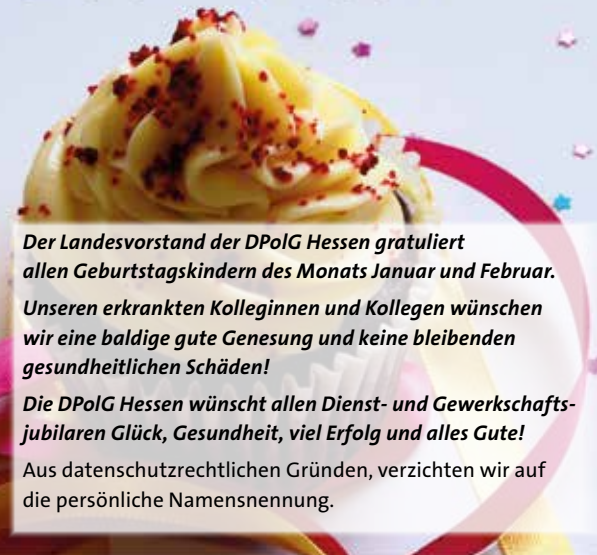 Der Landesvorstand der DPolG Hessen gratuliert
allen Geburtstagskindern des Monats Januar und Februar.
Unseren erkrankten Kolleginnen und Kollegen wünschen
wir eine baldige gute Genesung und keine bleibenden
gesundheitlichen Schäden!
Die DPolG Hessen wünscht allen Dienst- und Gewerkschafts-
jubilaren Glück, Gesundheit, viel Erfolg und alles Gute!
Aus datenschutzrechtlichen Gründen, verzichten wir auf
die persönliche Namensnennung.